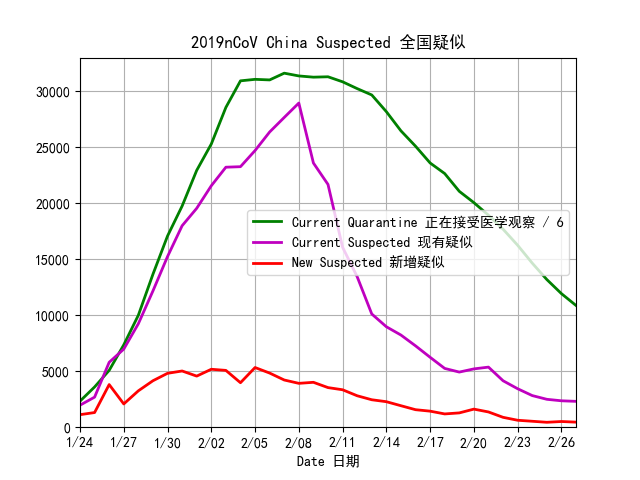 2019nCoV China Suspected 全国疑似
30000
25000
20000
15000
10000
5000
0
Current Quarantine 正在接受医学观察 / 6
Current Suspected 现有疑似
New Suspected 新增疑似
1/24 1/27 1/30 2/02 2/05 2/08 2/11 2/14 2/17 2/20 2/23 2/26
Date 日期